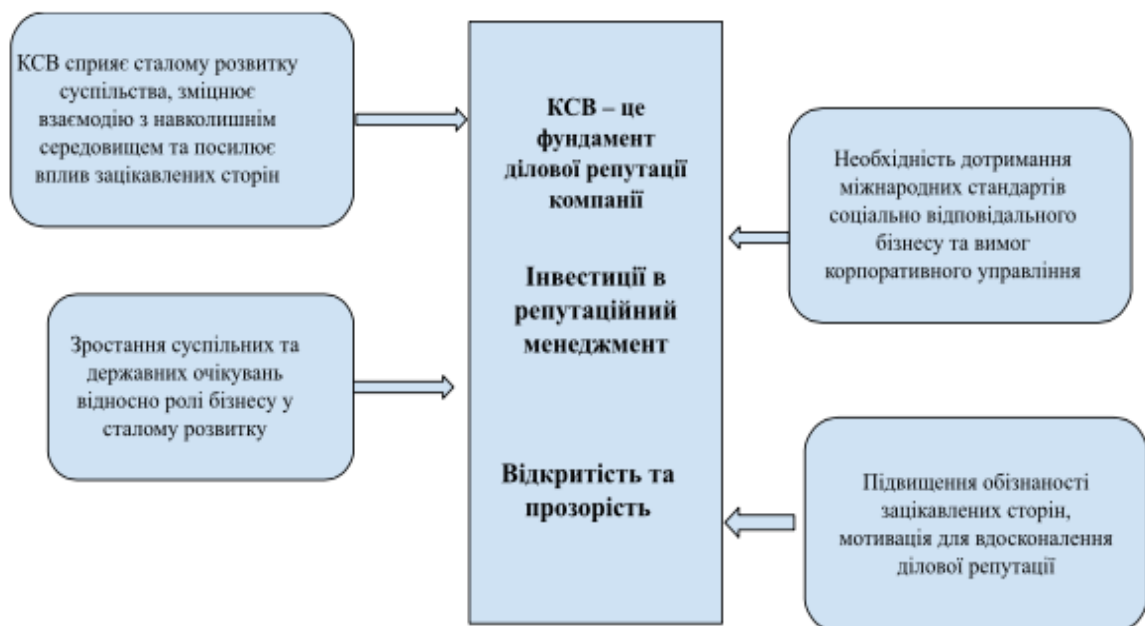 КСВ сприяє сталому розвитку
суспільства, зміцнює
взаємодію з навколишнім
середовищем та посилює
вплив зацікавлених сторін
Зростання суспільних та
державних очікувань
відносно ролі бізнесу у
сталому розвитку
КСВ – це
фундамент
ділової репутації
компанії
Інвестиції в
репутаційний
менеджмент
Відкритість та
прозорість
Необхідність дотримання
міжнародних стандартів
соціально відповідального
бізнесу та вимог
корпоративного управління
Підвищення обізнаності
зацікавлених сторін,
мотивація для вдосконалення
ділової репутації